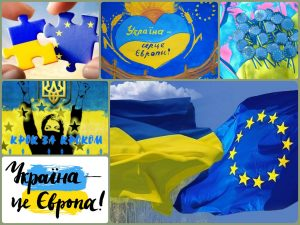 Україна –
серце
Європи!
КРОК ЗА КРОКОМ
Україна –
це Європа!